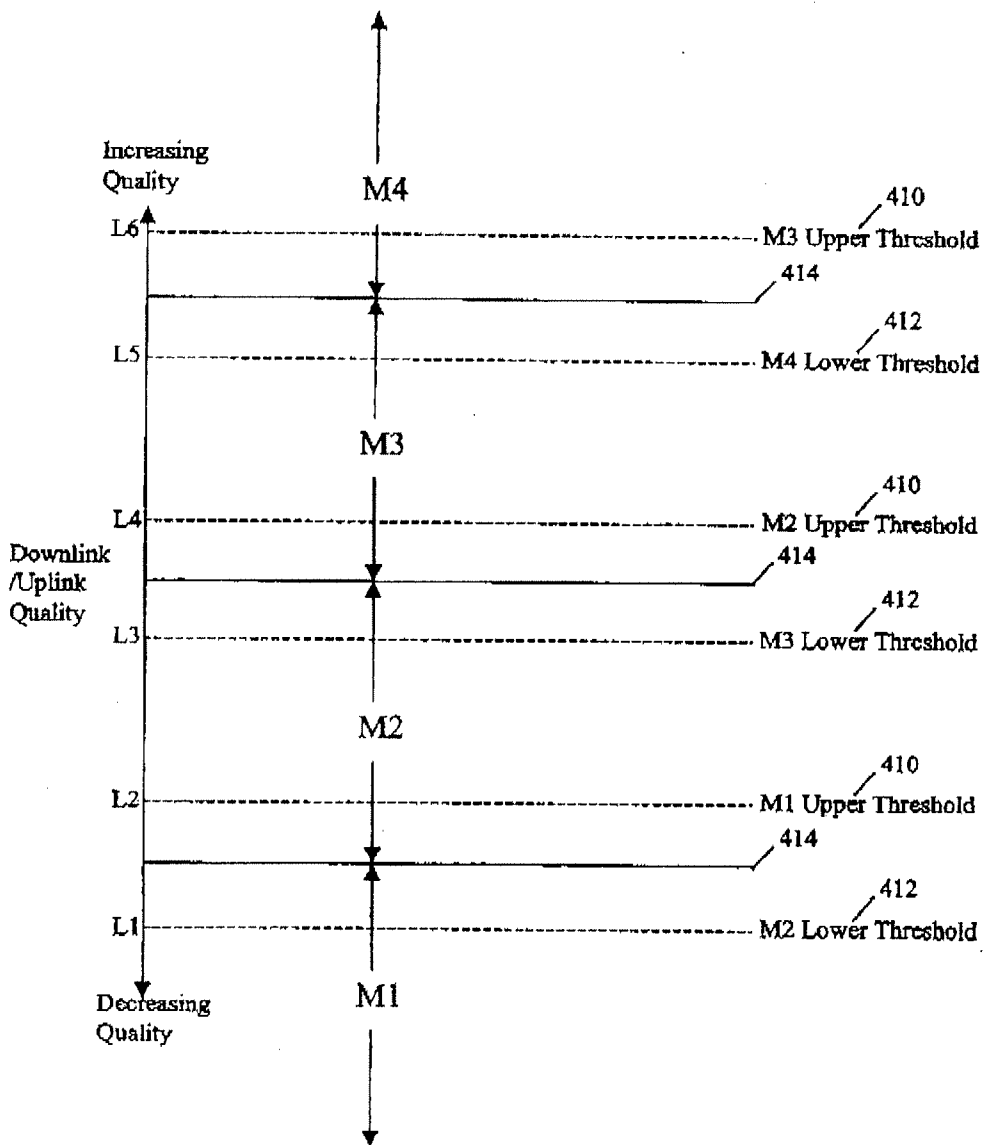 Increasing
Quality
M4
410
L6
M3 Upper Threshold
414
412
L5
M4 Lower Threshold
M3
410
L4
M2 Upper Threshold
Downlink
/Uplink
Quality
414
412
L3
M3 Lower Threshold
M2
410
L2
M1 Upper Threshold
414
412
L1
M2 Lower Threshold
Decreasing
Quality
M1